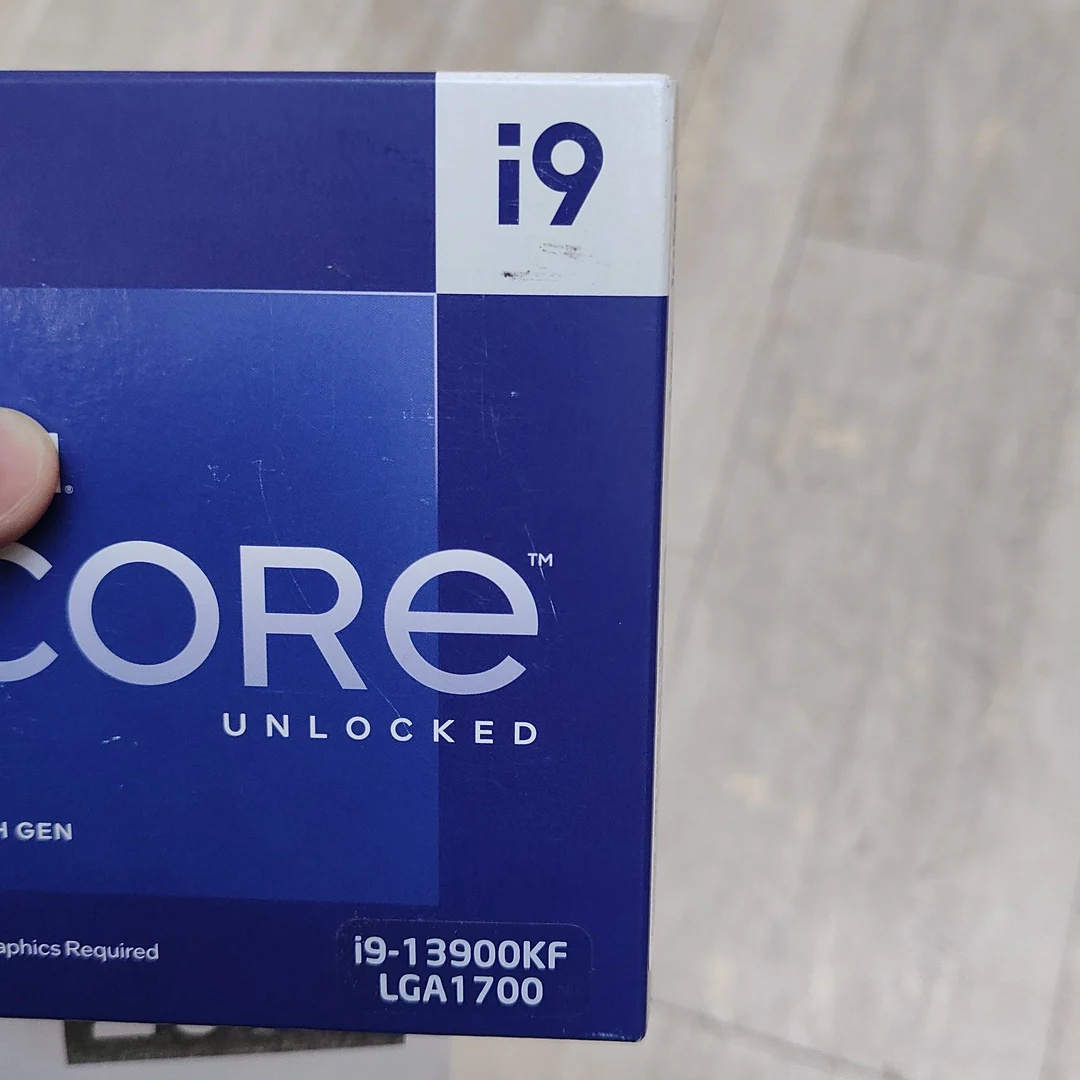 i9
®
CORE™
UNLOCKED
H GEN
aphics Required
i9-13900KF
LGA1700